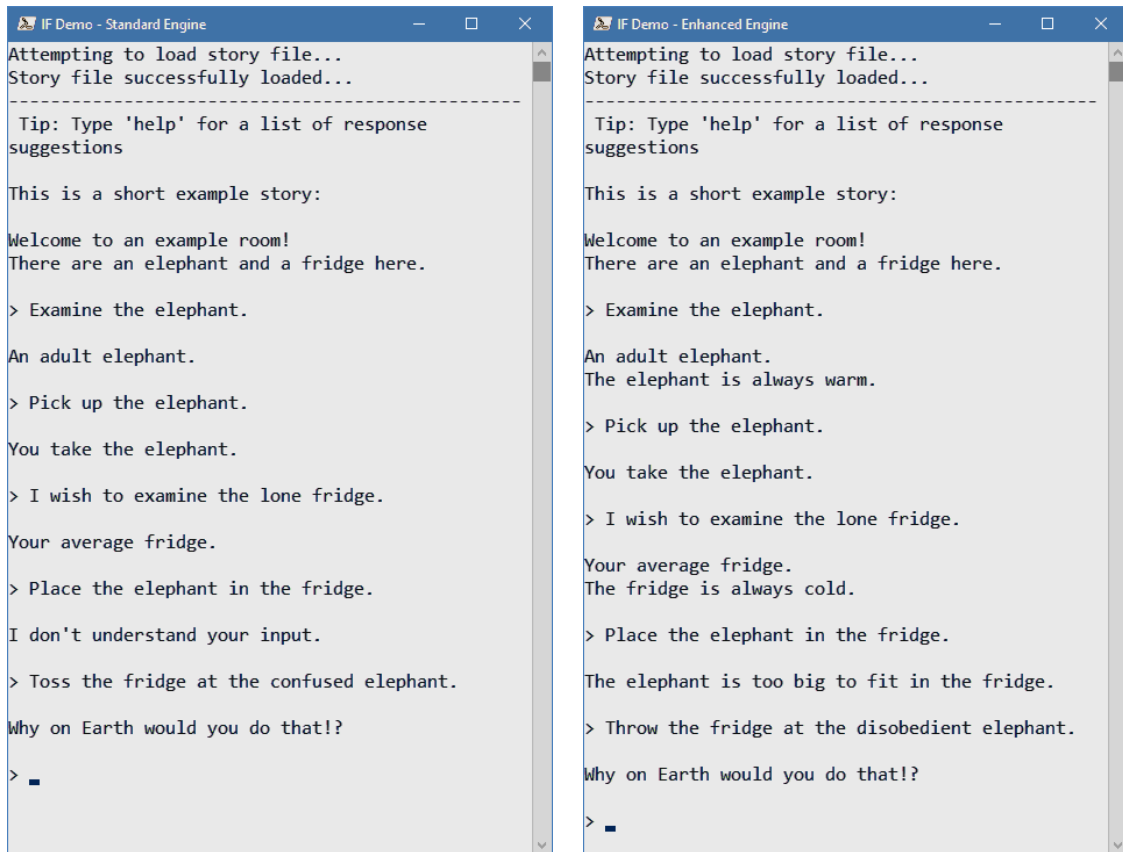 IF Demo - Standard Engine
Attempting to load story file...
Story file successfully loaded...
-------------------------------------------------
Tip: Type 'help' for a list of response
suggestions
This is a short example story:
Welcome to an example room!
There are an elephant and a fridge here.
> Examine the elephant.
An adult elephant.
> Pick up the elephant.
You take the elephant.
> I wish to examine the lone fridge.
Your average fridge.
> Place the elephant in the fridge.
I don't understand your input.
> Toss the fridge at the confused elephant.
Why on Earth would you do that!?
>
IF Demo - Enhanced Engine
Attempting to load story file...
Story file successfully loaded...
-------------------------------------------------
Tip: Type 'help' for a list of response
suggestions
This is a short example story:
Welcome to an example room!
There are an elephant and a fridge here.
> Examine the elephant.
An adult elephant.
The elephant is always warm.
> Pick up the elephant.
You take the elephant.
> I wish to examine the lone fridge.
Your average fridge.
The fridge is always cold.
> Place the elephant in the fridge.
The elephant is too big to fit in the fridge.
> Throw the fridge at the disobedient elephant.
Why on Earth would you do that!?
>